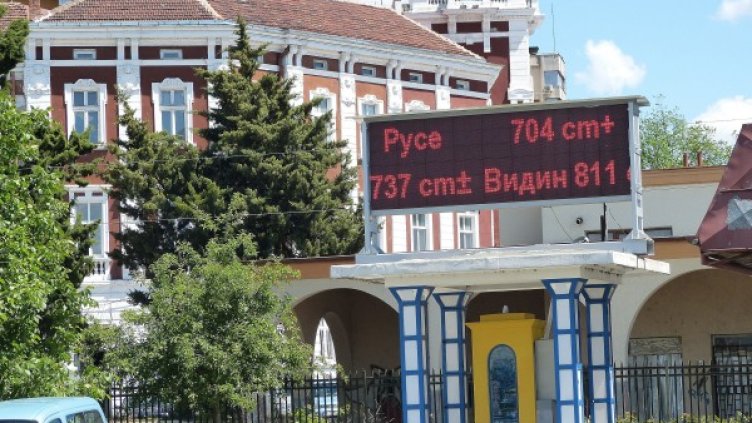 Русе 704 cm+
737 cm± Видин 811